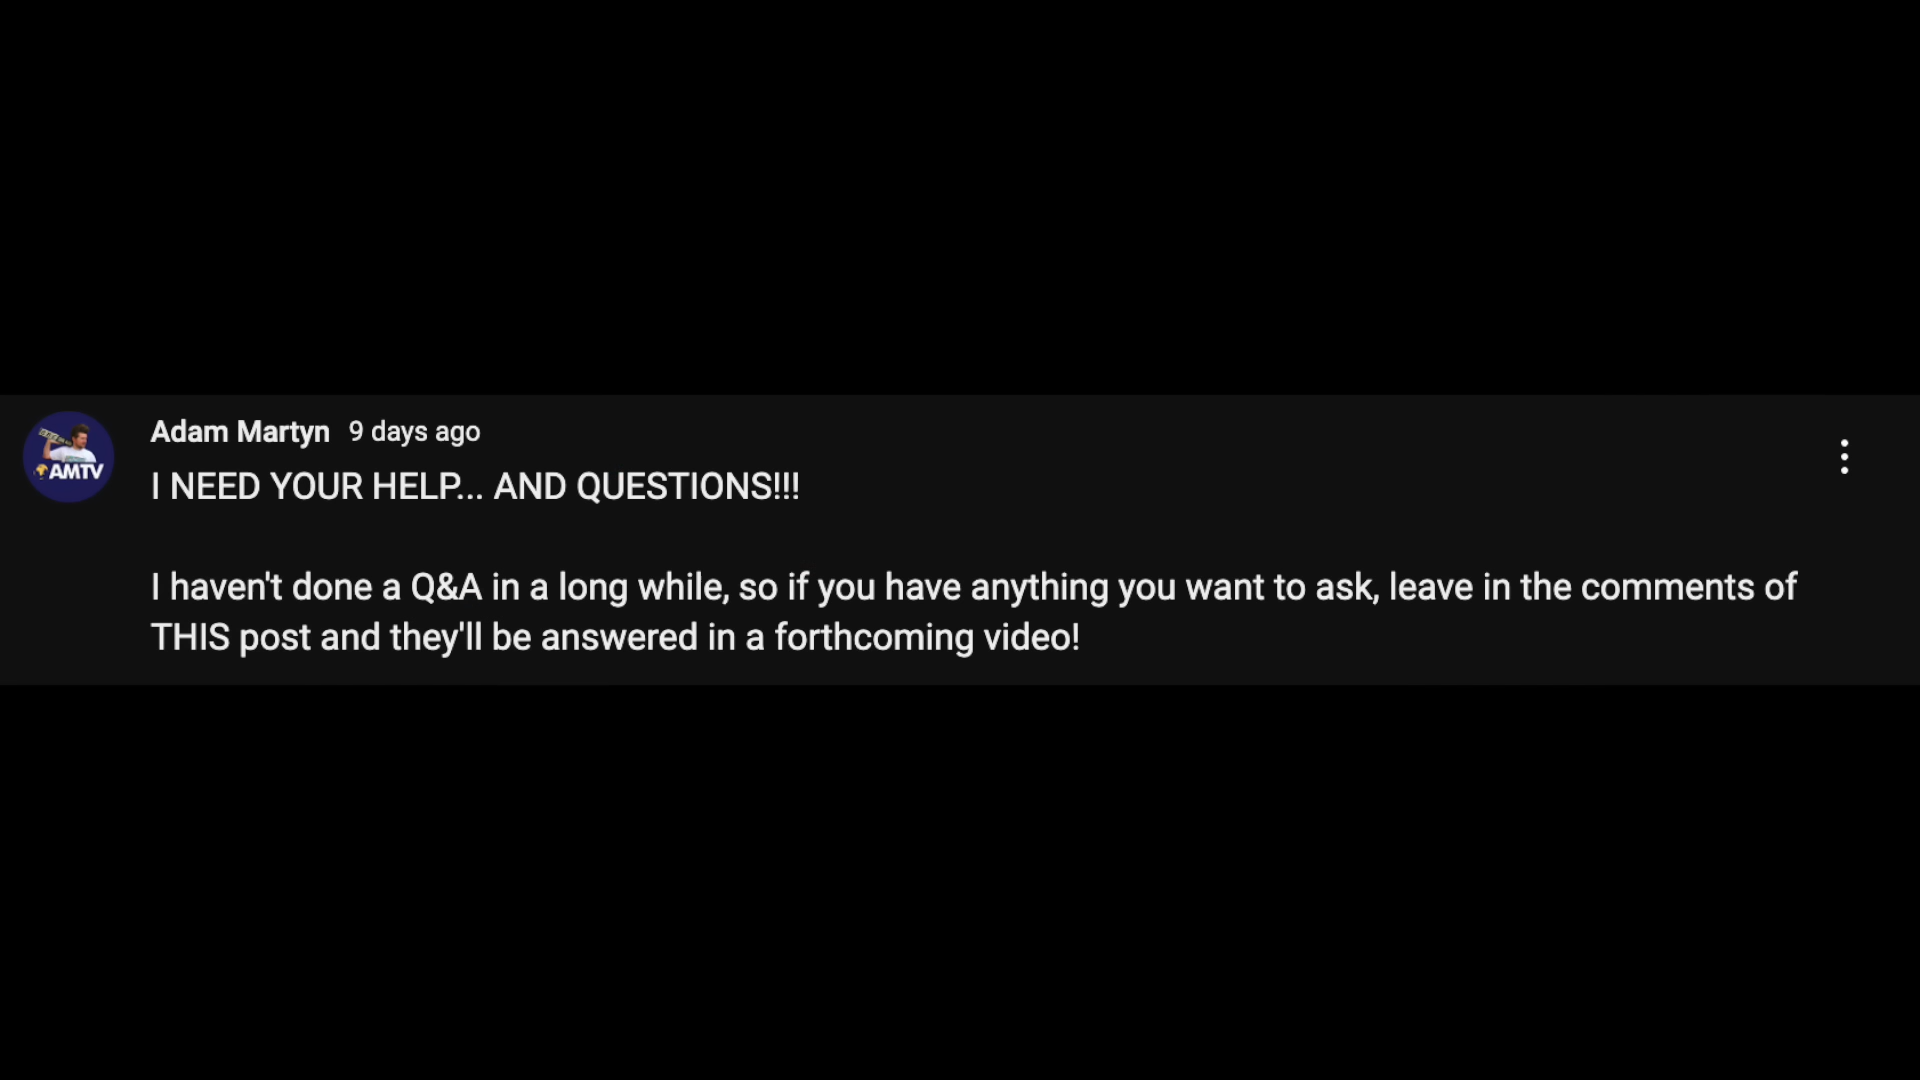 Adam Martyn 9 days ago
I NEED YOUR HELP... AND QUESTIONS!!!
I haven't done a Q&A in a long while, so if you have anything you want to ask, leave in the comments of
THIS post and they'll be answered in a forthcoming video!
AMTV